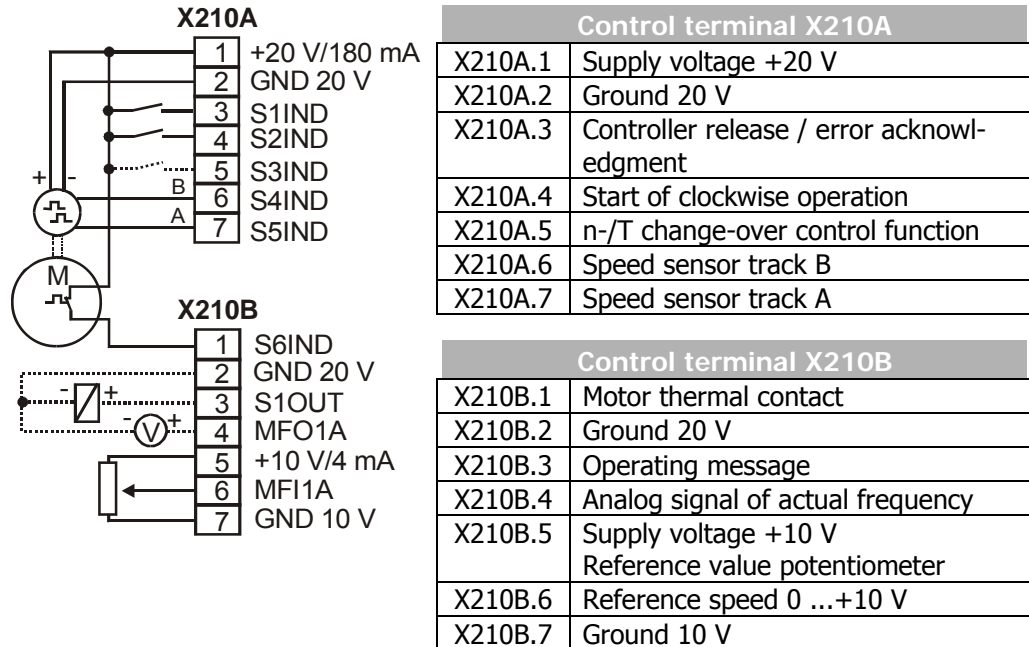 X210A
1 +20 V/180 mA
2 GND 20 V
3 S1IND
4 S2IND
5 S3IND
B 6 S4IND
A 7 S5IND
+ -
M
X210B
1 S6IND
2 GND 20 V
- + 3 S1OUT
- V + 4 MFO1A
5 +10 V/4 mA
6 MFI1A
7 GND 10 V
Control terminal X210A
X210A.1 Supply voltage +20 V
X210A.2 Ground 20 V
X210A.3 Controller release / error acknowl-
edgment
X210A.4 Start of clockwise operation
X210A.5 n-/T change-over control function
X210A.6 Speed sensor track B
X210A.7 Speed sensor track A
Control terminal X210B
X210B.1 Motor thermal contact
X210B.2 Ground 20 V
X210B.3 Operating message
X210B.4 Analog signal of actual frequency
X210B.5 Supply voltage +10 V
Reference value potentiometer
X210B.6 Reference speed 0 ...+10 V
X210B.7 Ground 10 V